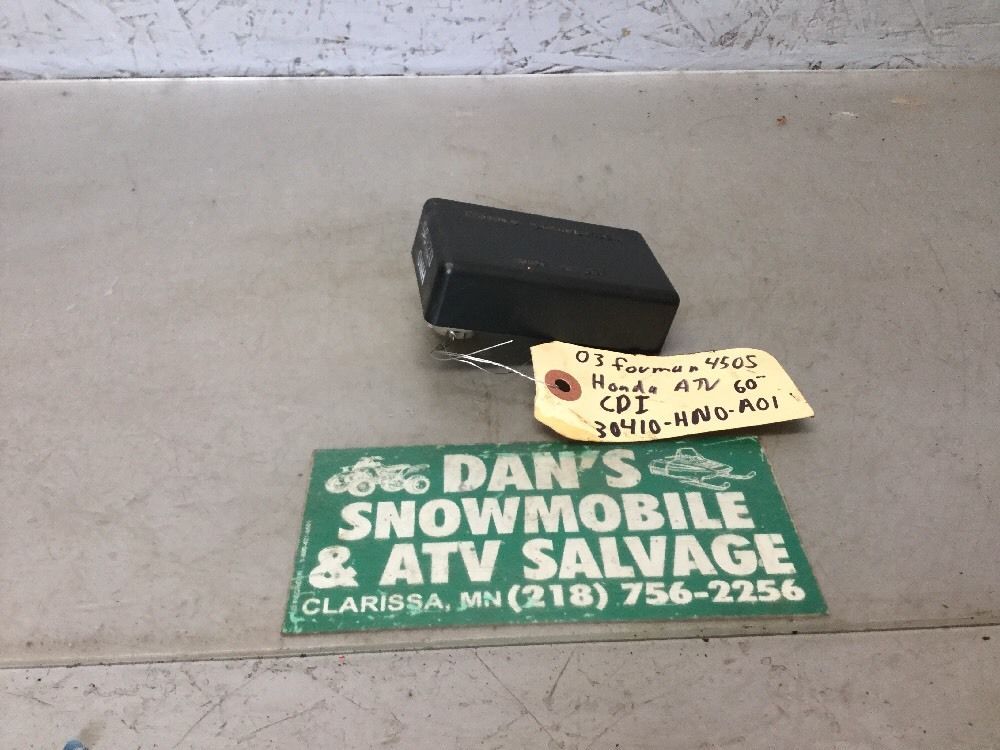 03 forman 450S
Honda ATV 60-
CDI
30410-HN0-A01
DAN'S
SNOWMOBILE
& ATV SALVAGE
CLARISSA, MN (218) 756-2256